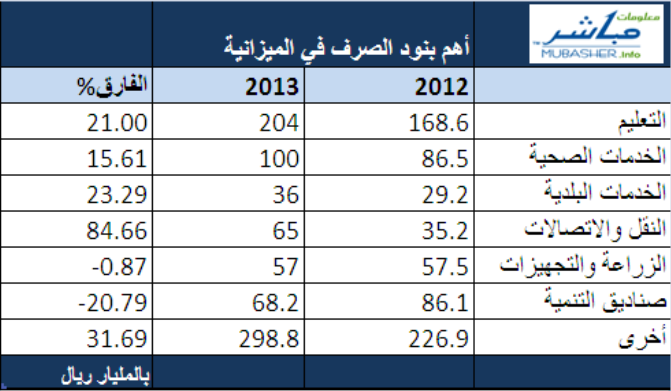 معلومات
مباشر
MUBASHER.Info
أهم بنود الصرف في الميزانية
2012 2013 الفارق%
التعليم 168.6 204 21.00
الخدمات الصحية 86.5 100 15.61
الخدمات البلدية 29.2 36 23.29
النقل والاتصالات 35.2 65 84.66
الزراعة والتجهيزات 57.5 57 -0.87
صناديق التنمية 86.1 68.2 -20.79
أخرى 226.9 298.8 31.69
بالمليار ريال